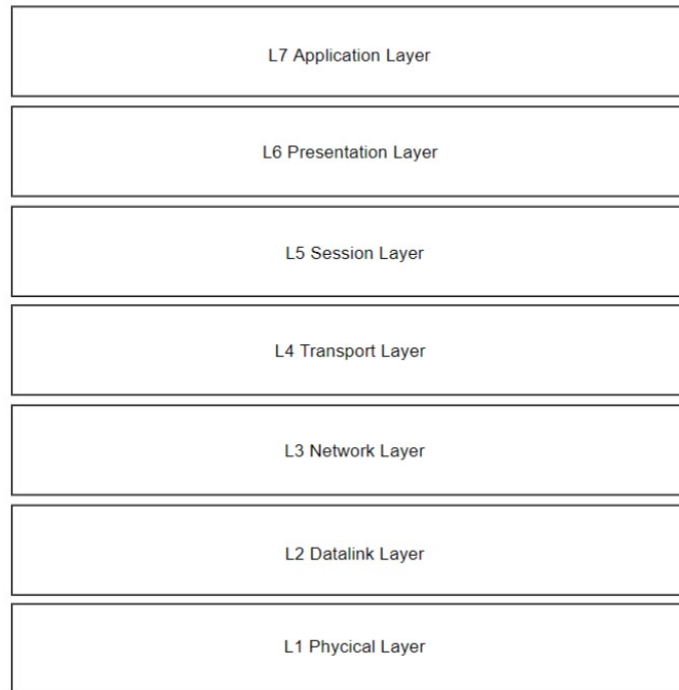 L7 Application Layer
L6 Presentation Layer
L5 Session Layer
L4 Transport Layer
L3 Network Layer
L2 Datalink Layer
L1 Phycical Layer